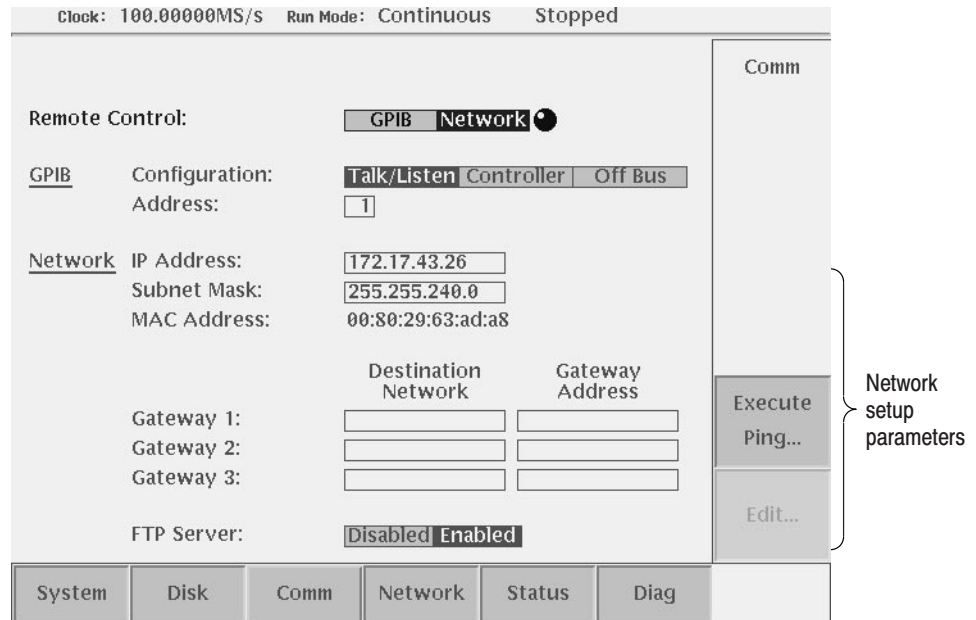 Clock: 100.00000MS/s Run Mode: Continuous Stopped
Comm
Remote Control: GPIB Network
GPIB Configuration: Talk/Listen Controller Off Bus
Address: 1
Network IP Address: 172.17.43.26
Subnet Mask: 255.255.240.0
MAC Address: 00:80:29:63:ad:a8
Destination Network Gateway Address
Gateway 1:
Gateway 2:
Gateway 3:
FTP Server: Disabled Enabled
Execute
Ping...
Edit...
Network
setup
parameters
System Disk Comm Network Status Diag